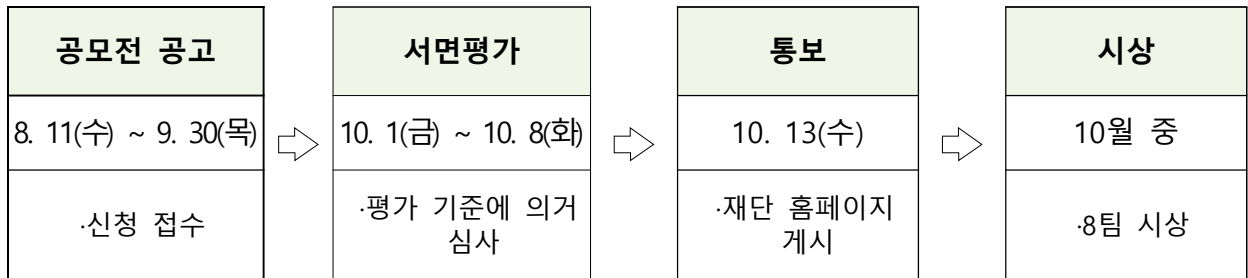 공모전 공고
서면평가
통보
시상
8. 11(수) ~ 9. 30(목)
10. 1(금) ~ 10. 8(화)
10. 13(수)
10월 중
·신청 접수
·평가 기준에 의거
심사
·재단 홈페이지
게시
·8팀 시상